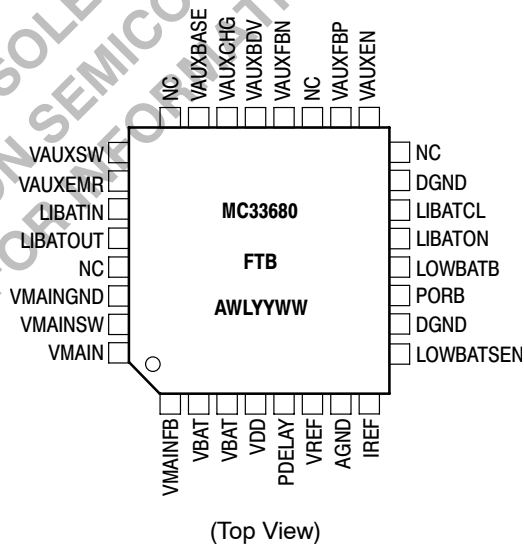 NC
VAUXBASE
VAUXCHG
VAUXBDV
VAUXFBN
NC
VAUXFBP
VAUXEN
VAUXSW
VAUXEMR
LIBATIN
LIBATOUT
NC
VMAINGND
VMAINSW
VMAIN
MC33680
FTB
AWLYYWW
NC
DGND
LIBATCL
LIBATON
LOWBATB
PORB
DGND
LOWBATSEN
VMAINFB
VBAT
VBAT
VDD
PDELAY
VREF
AGND
IREF
(Top View)